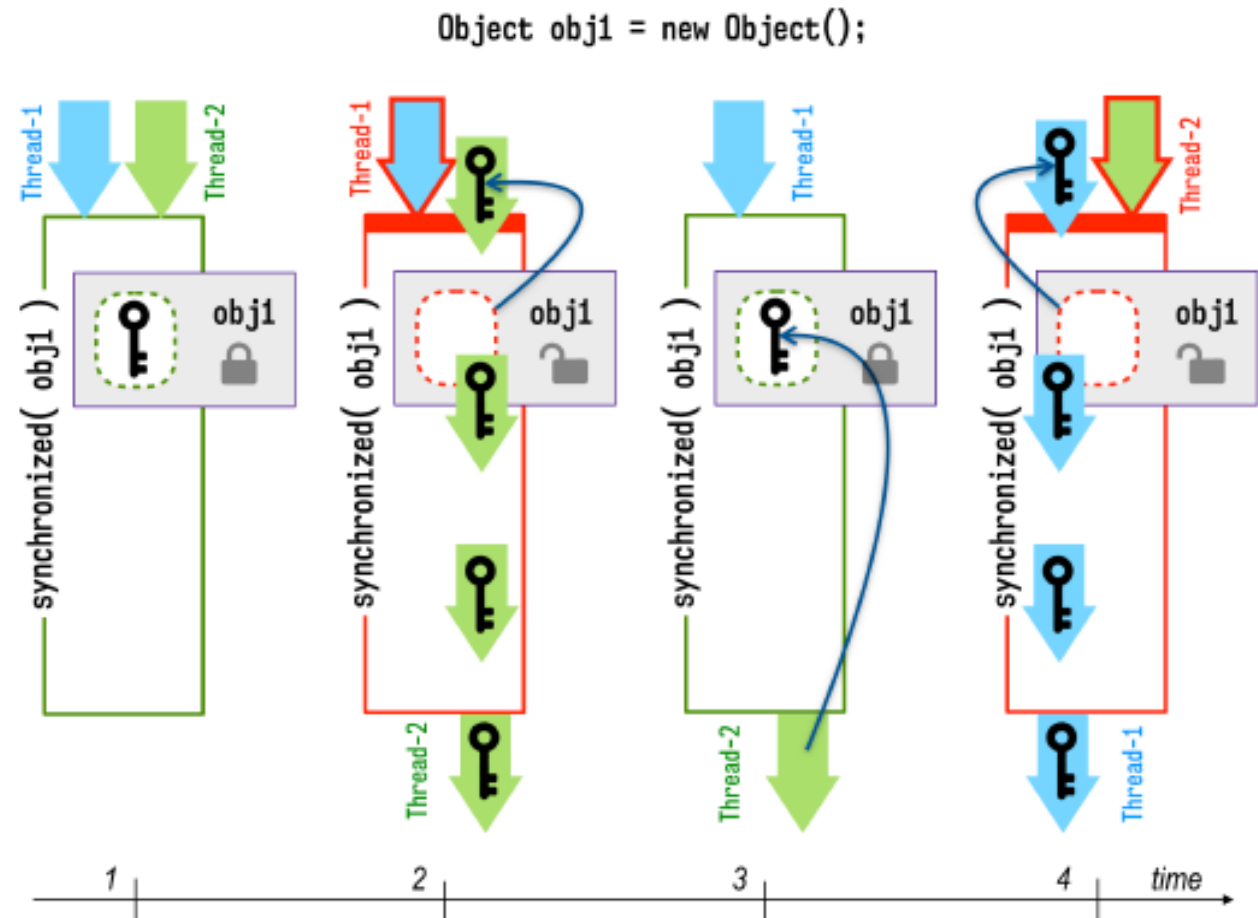 Object obj1 = new Object();
Thread-1
Thread-2
synchronized( obj1 )
obj1
Thread-1
synchronized( obj1 )
obj1
Thread-2
Thread-1
synchronized( obj1 )
obj1
Thread-2
Thread-2
synchronized( obj1 )
obj1
Thread-1
1
2
3
4
time